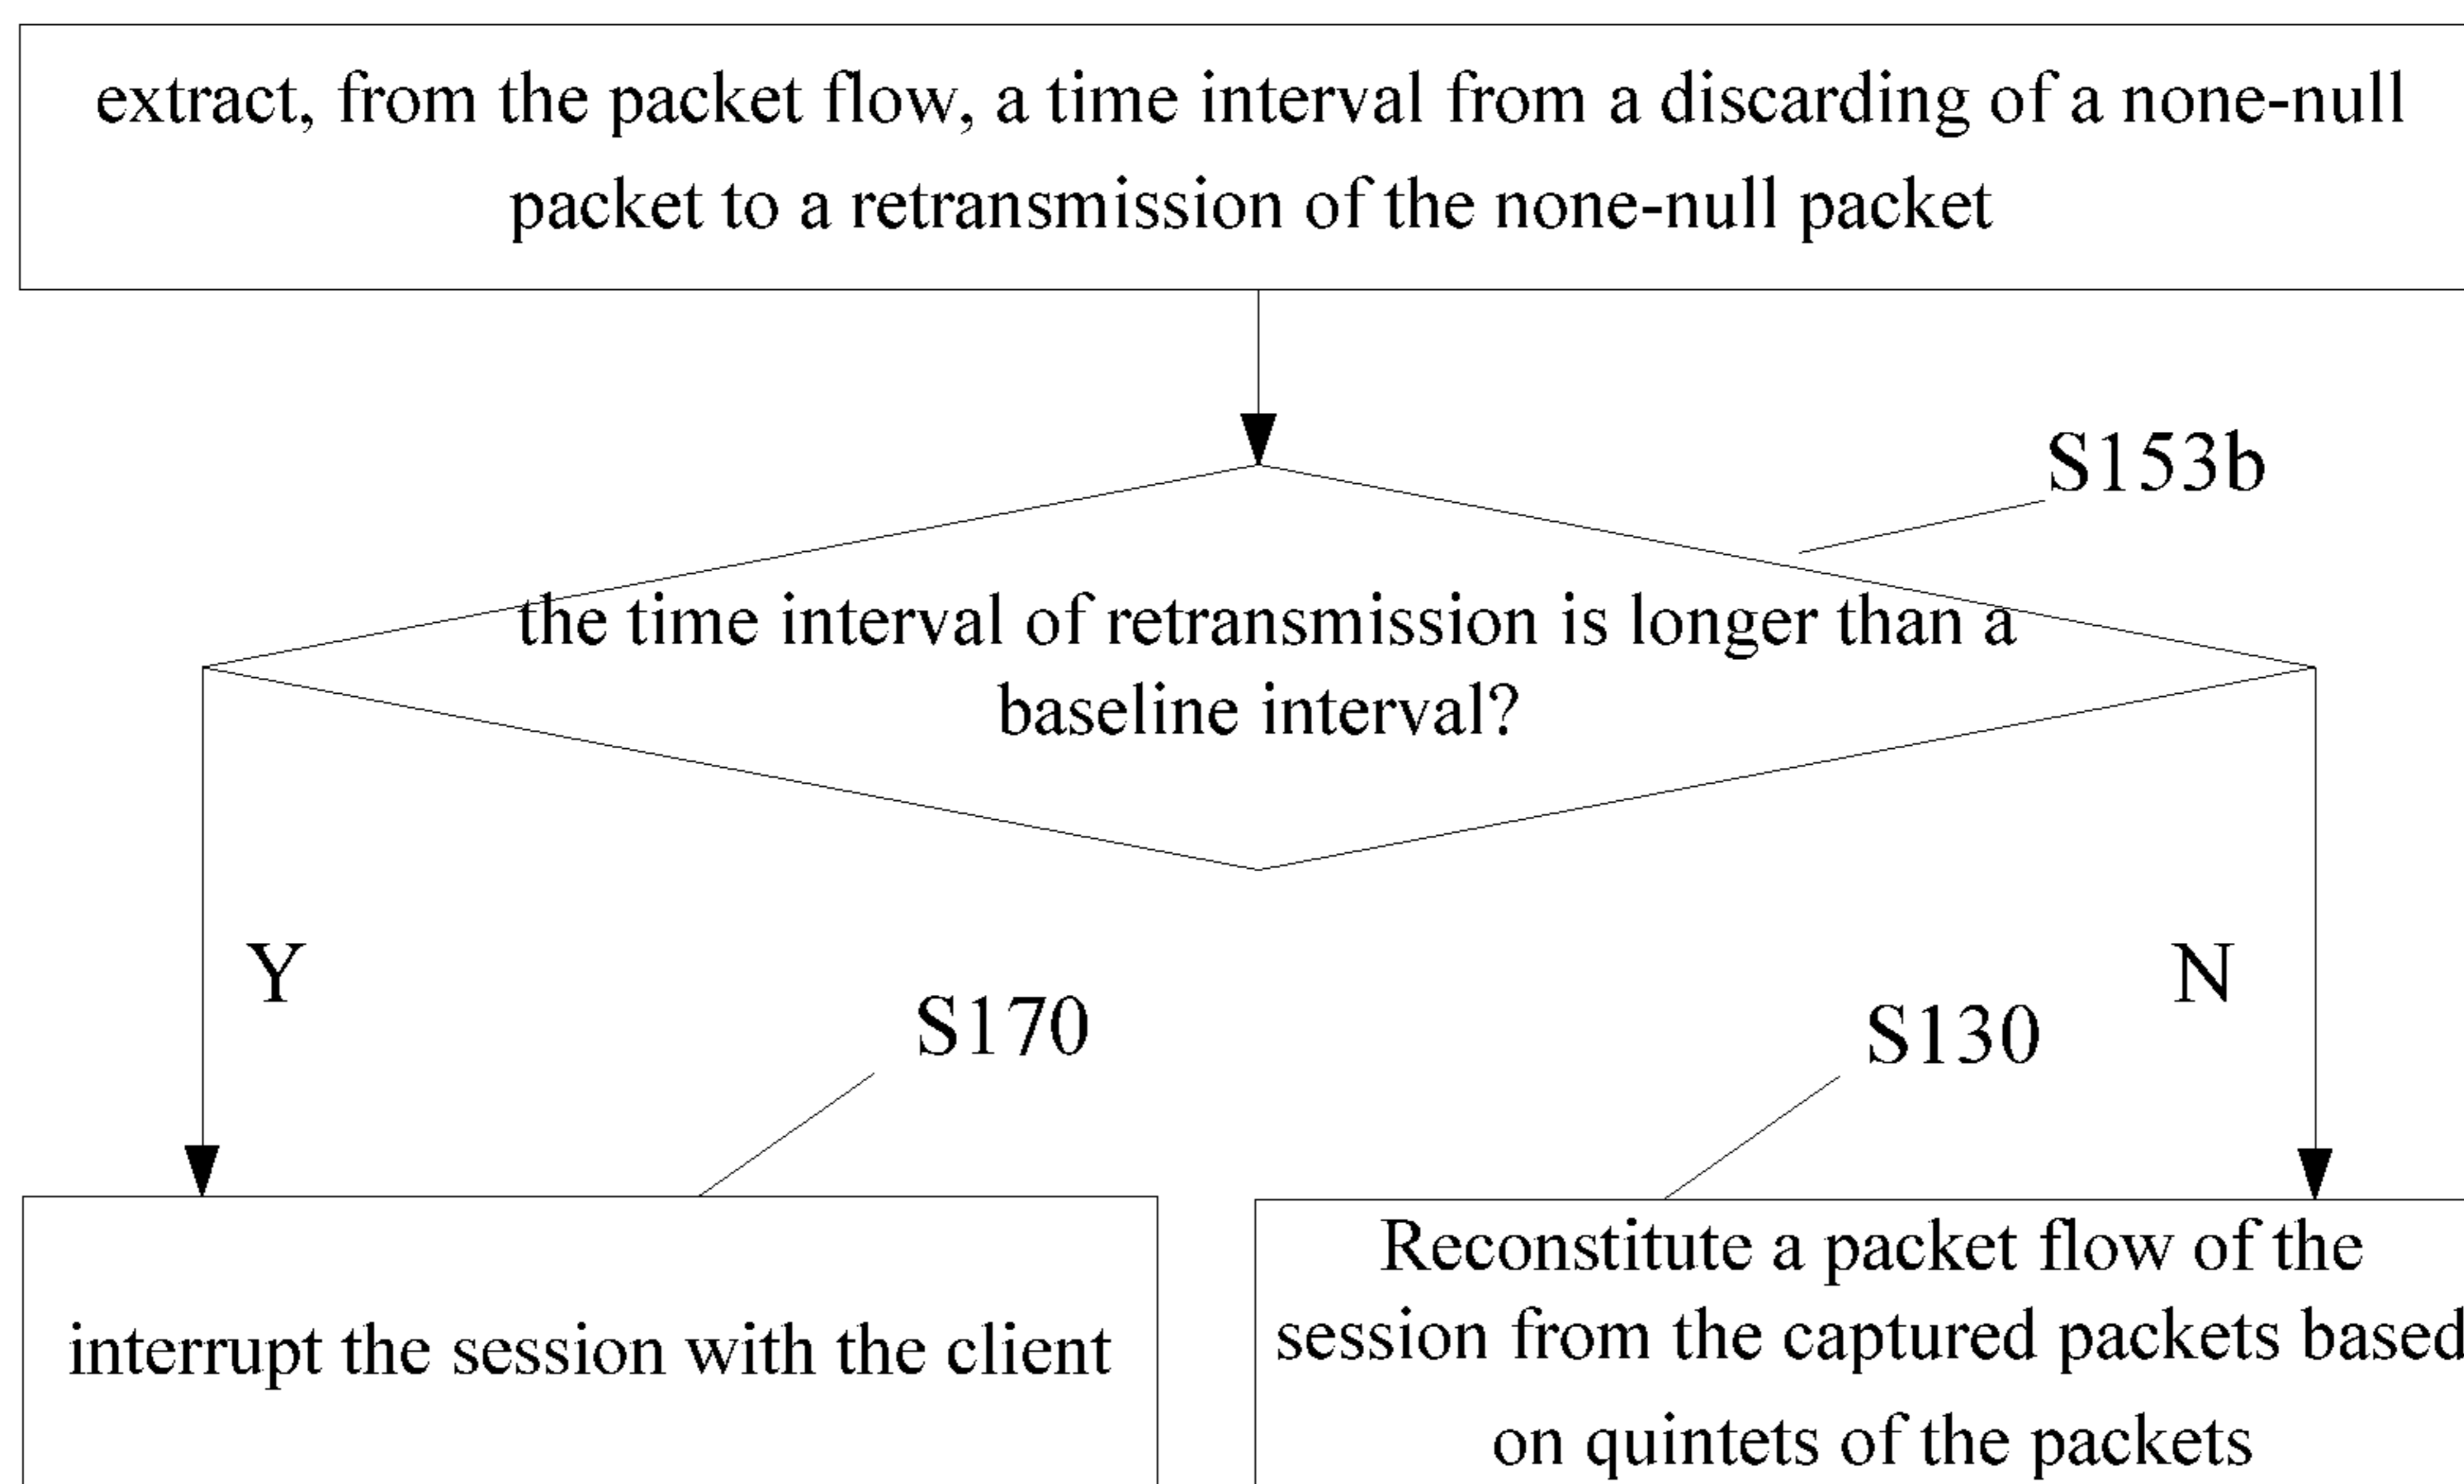 extract, from the packet flow, a time interval from a discarding of a none-null
packet to a retransmission of the none-null packet
S153b
the time interval of retransmission is longer than a
baseline interval?
Y
N
S170
S130
interrupt the session with the client
Reconstitute a packet flow of the
session from the captured packets based
on quintets of the packets